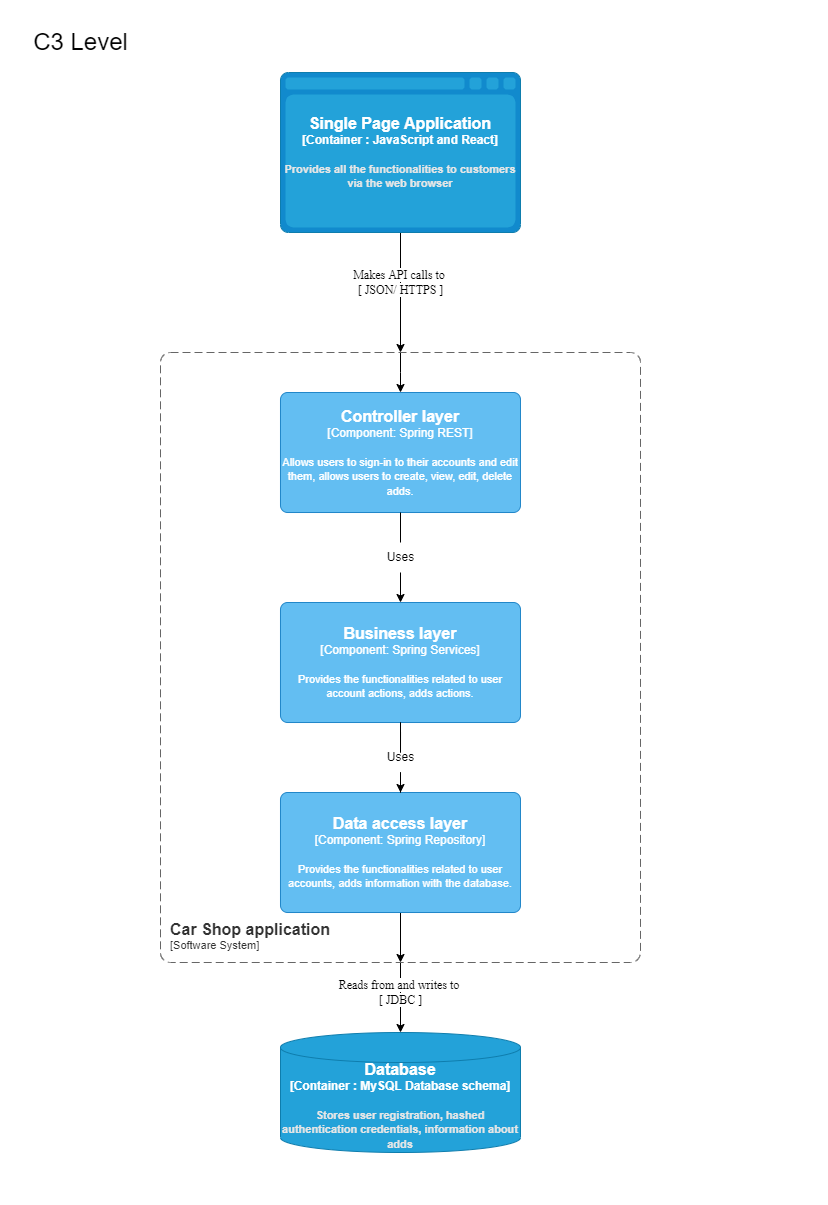 C3 Level
Single Page Application
[Container : JavaScript and React]
Provides all the functionalities to customers
via the web browser
Makes API calls to
[ JSON/ HTTPS ]
Controller layer
[Component: Spring REST]
Allows users to sign-in to their accounts and edit
them, allows users to create, view, edit, delete
adds.
Uses
Business layer
[Component: Spring Services]
Provides the functionalities related to user
account actions, adds actions.
Uses
Data access layer
[Component: Spring Repository]
Provides the functionalities related to user
accounts, adds information with the database.
Car Shop application
[Software System]
Reads from and writes to
[ JDBC ]
Database
[Container : MySQL Database schema]
Stores user registration, hashed
authentication credentials, information about
adds